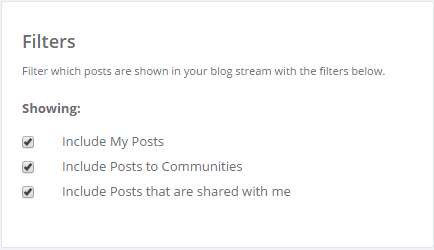 Filters
Filter which posts are shown in your blog stream with the filters below.
Showing:
Include My Posts
Include Posts to Communities
Include Posts that are shared with me